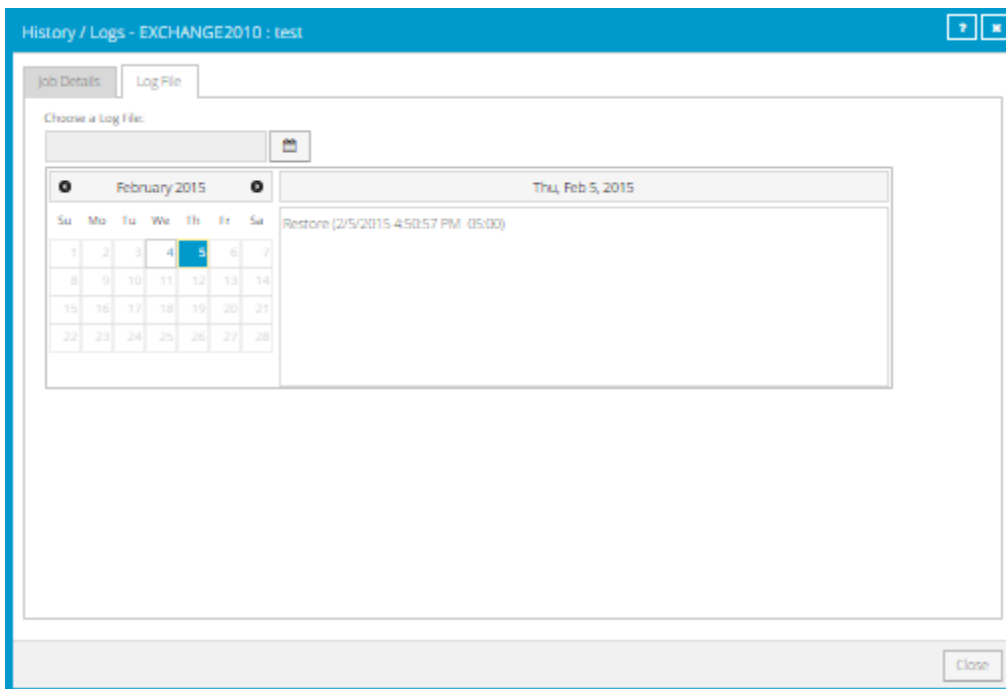 History / Logs - EXCHANGE2010 : test
? ×
Job Details Log File
Choose a Log File:
February 2015 Thu, Feb 5, 2015
Su Mo Tu We Th Fr Sa
Restore (2/5/2015 4:50:57 PM -05:00)
1 2 3 4 5 6 7
8 9 10 11 12 13 14
15 16 17 18 19 20 21
22 23 24 25 26 27 28
Close